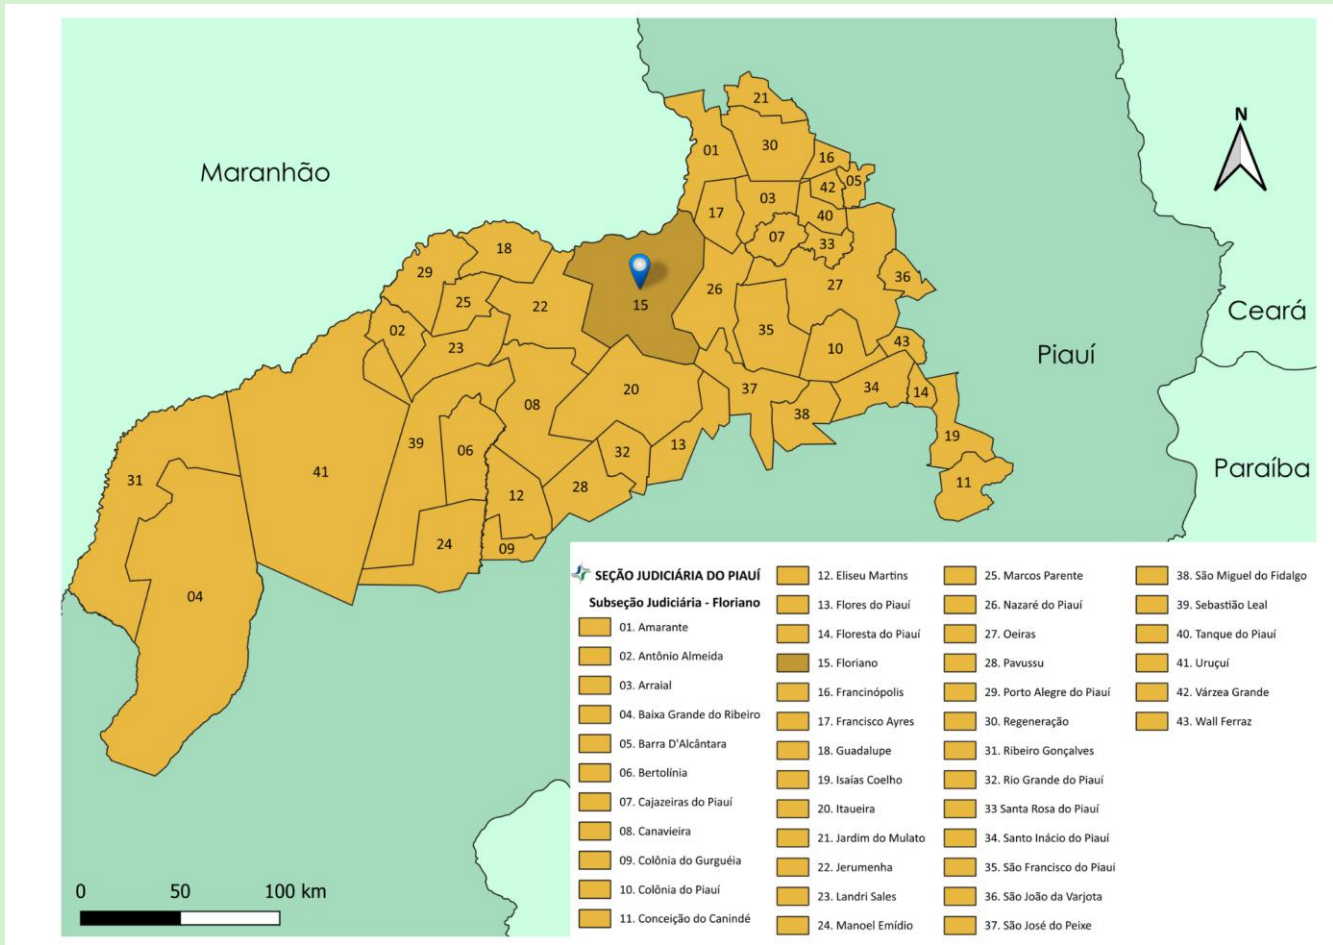 N
Maranhão
Piauí
Ceará
Paraíba
21
01
30
16
42
05
17
03
40
07
33
18
29
36
25
22
15
26
27
02
23
35
10
43
20
37
34
14
08
38
39
06
32
13
19
31
41
12
28
11
24
09
04
0 50 100 km
SEÇÃO JUDICIÁRIA DO PIAUÍ
Subseção Judiciária - Floriano
01. Amarante
02. Antônio Almeida
03. Arraial
04. Baixa Grande do Ribeiro
05. Barra D'Alcântara
06. Bertolínia
07. Cajazeiras do Piauí
08. Canavieira
09. Colônia do Gurguéia
10. Colônia do Piauí
11. Conceição do Canindé
12. Eliseu Martins
13. Flores do Piauí
14. Floresta do Piauí
15. Floriano
16. Francinópolis
17. Francisco Ayres
18. Guadalupe
19. Isaías Coelho
20. Itaueira
21. Jardim do Mulato
22. Jerumenha
23. Landri Sales
24. Manoel Emídio
25. Marcos Parente
26. Nazaré do Piauí
27. Oeiras
28. Pavussu
29. Porto Alegre do Piauí
30. Regeneração
31. Ribeiro Gonçalves
32. Rio Grande do Piauí
33 Santa Rosa do Piauí
34. Santo Inácio do Piauí
35. São Francisco do Piauí
36. São João da Varjota
37. São José do Peixe
38. São Miguel do Fidalgo
39. Sebastião Leal
40. Tanque do Piauí
41. Uruçuí
42. Várzea Grande
43. Wall Ferraz